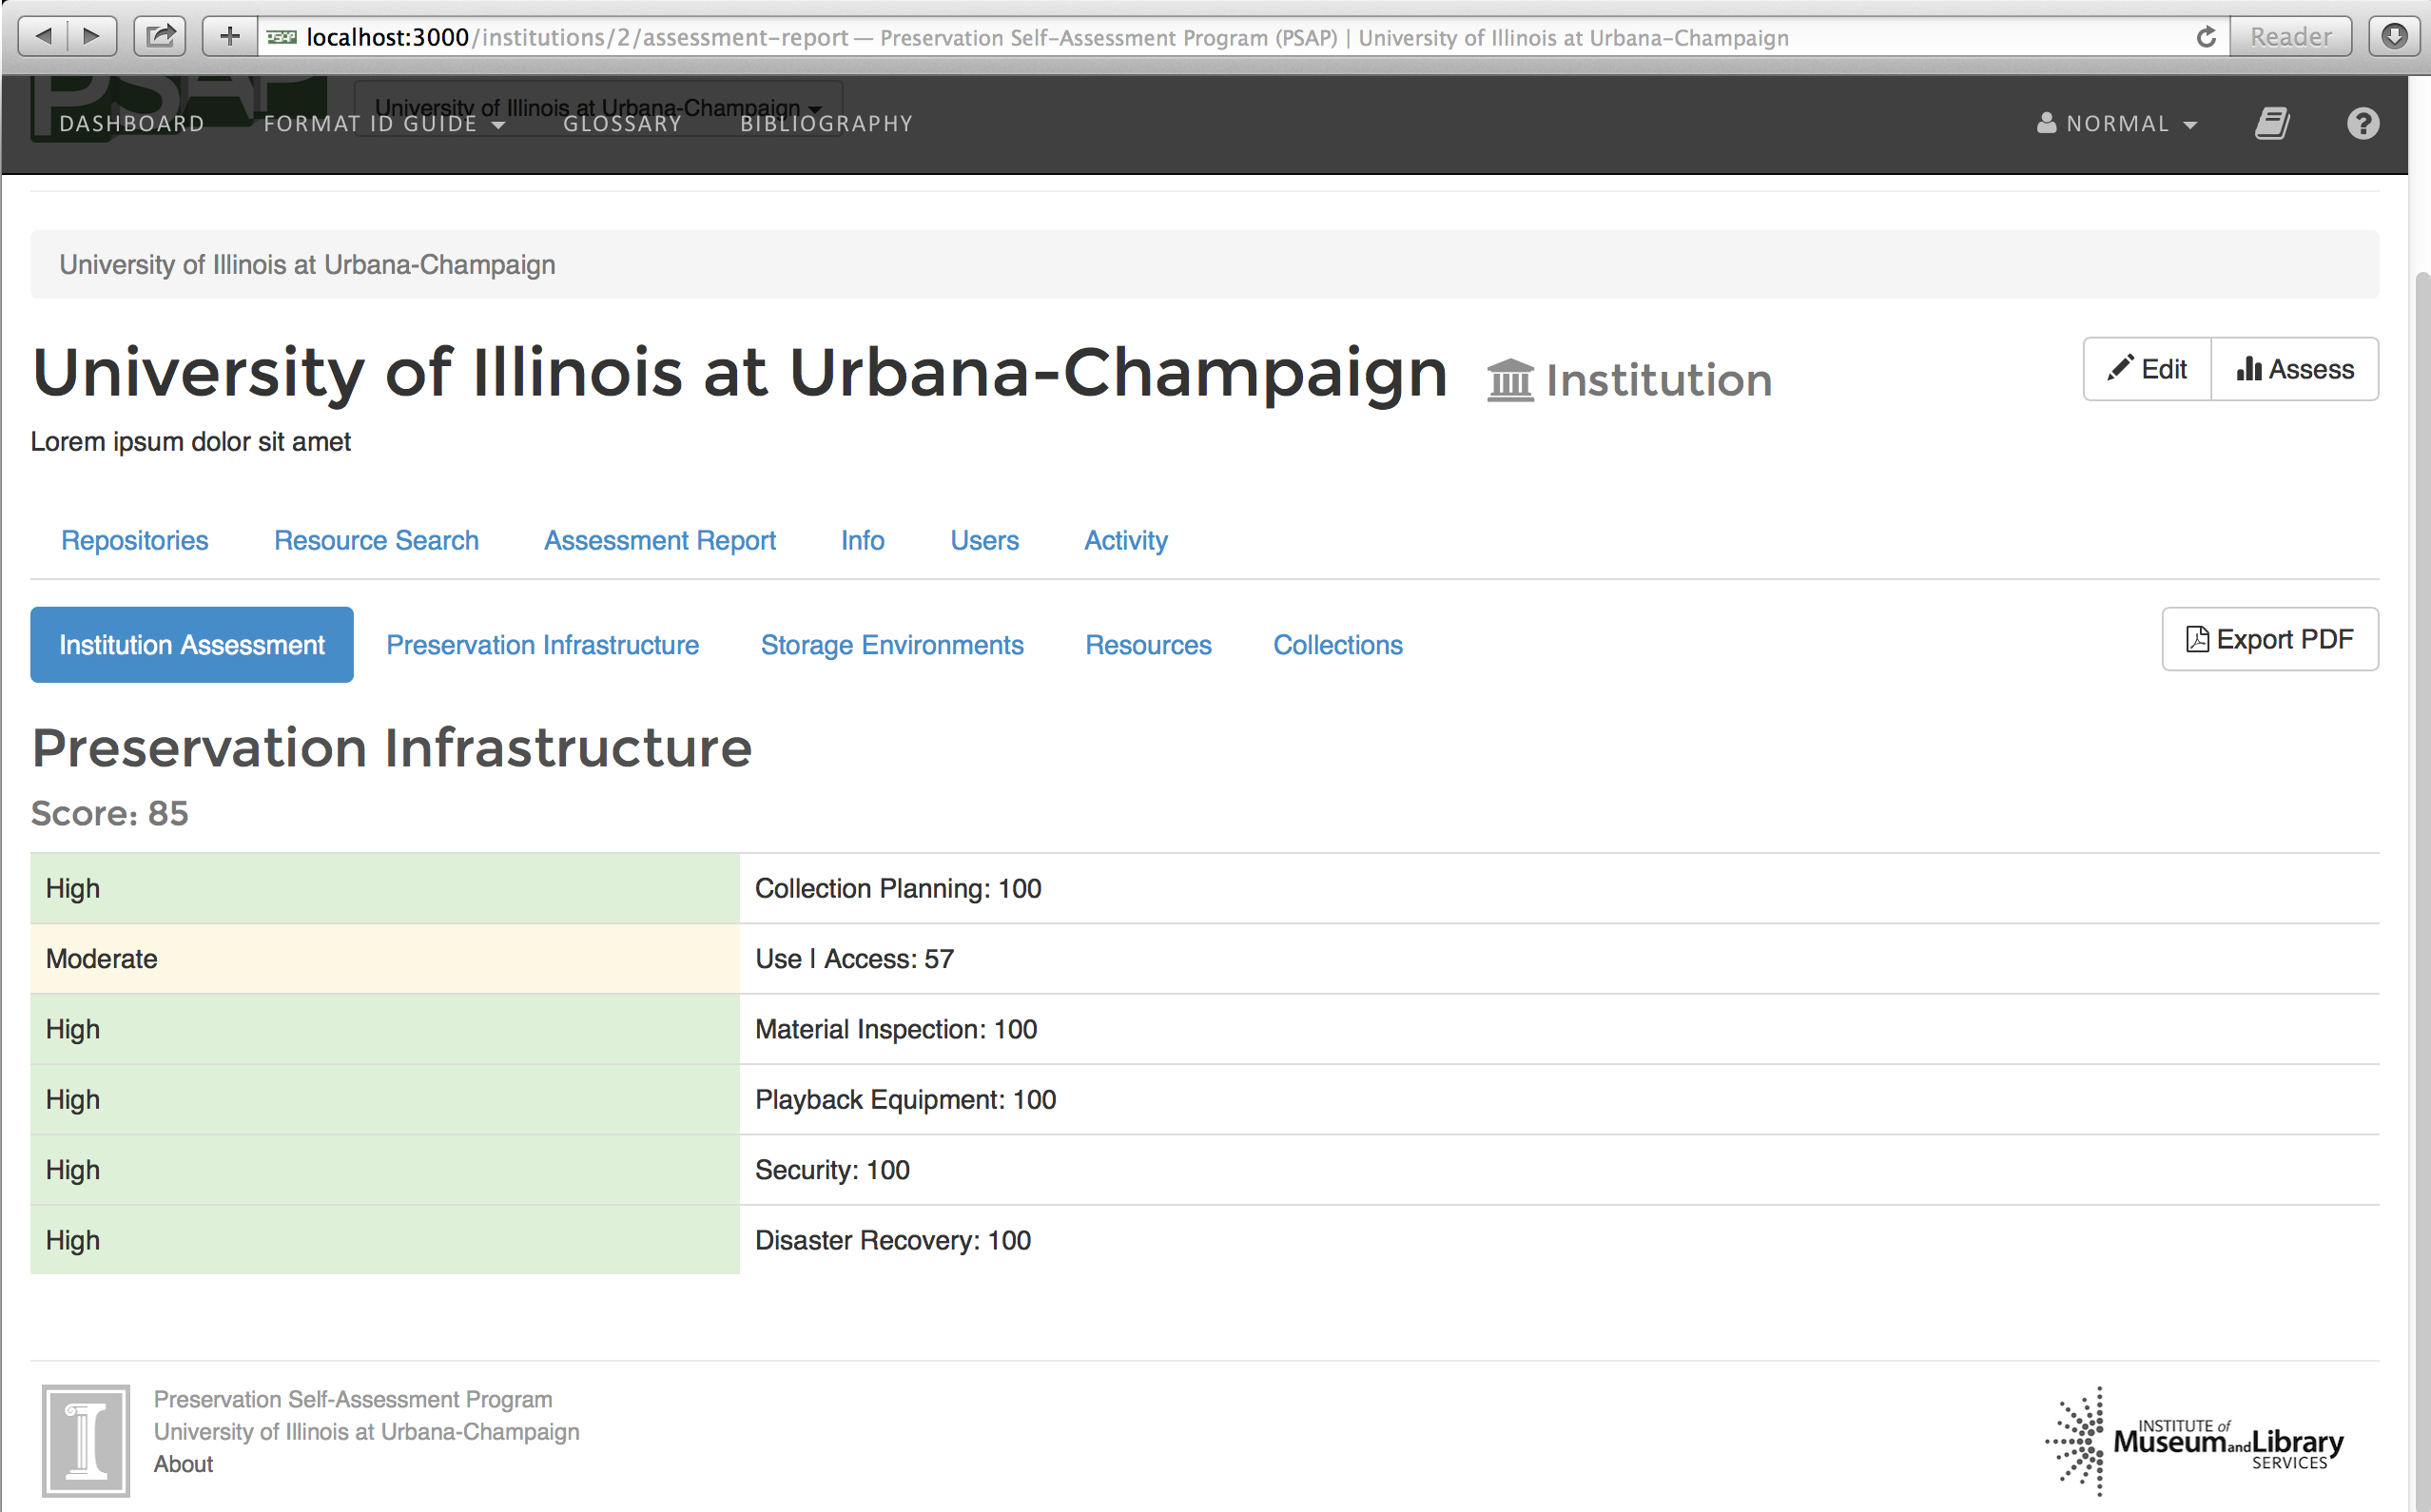 localhost:3000/institutions/2/assessment-report — Preservation Self-Assessment Program (PSAP) | University of Illinois at Urbana-Champaign
Reader
PSAP
University of Illinois at Urbana-Champaign
DASHBOARD FORMAT ID GUIDE GLOSSARY BIBLIOGRAPHY NORMAL
University of Illinois at Urbana-Champaign
University of Illinois at Urbana-Champaign Institution
Edit Assess
Lorem ipsum dolor sit amet
Repositories Resource Search Assessment Report Info Users Activity
Institution Assessment Preservation Infrastructure Storage Environments Resources Collections Export PDF
Preservation Infrastructure
Score: 85
High Collection Planning: 100
Moderate Use | Access: 57
High Material Inspection: 100
High Playback Equipment: 100
High Security: 100
High Disaster Recovery: 100
Preservation Self-Assessment Program
University of Illinois at Urbana-Champaign
About
INSTITUTE of
Museum and Library
SERVICES